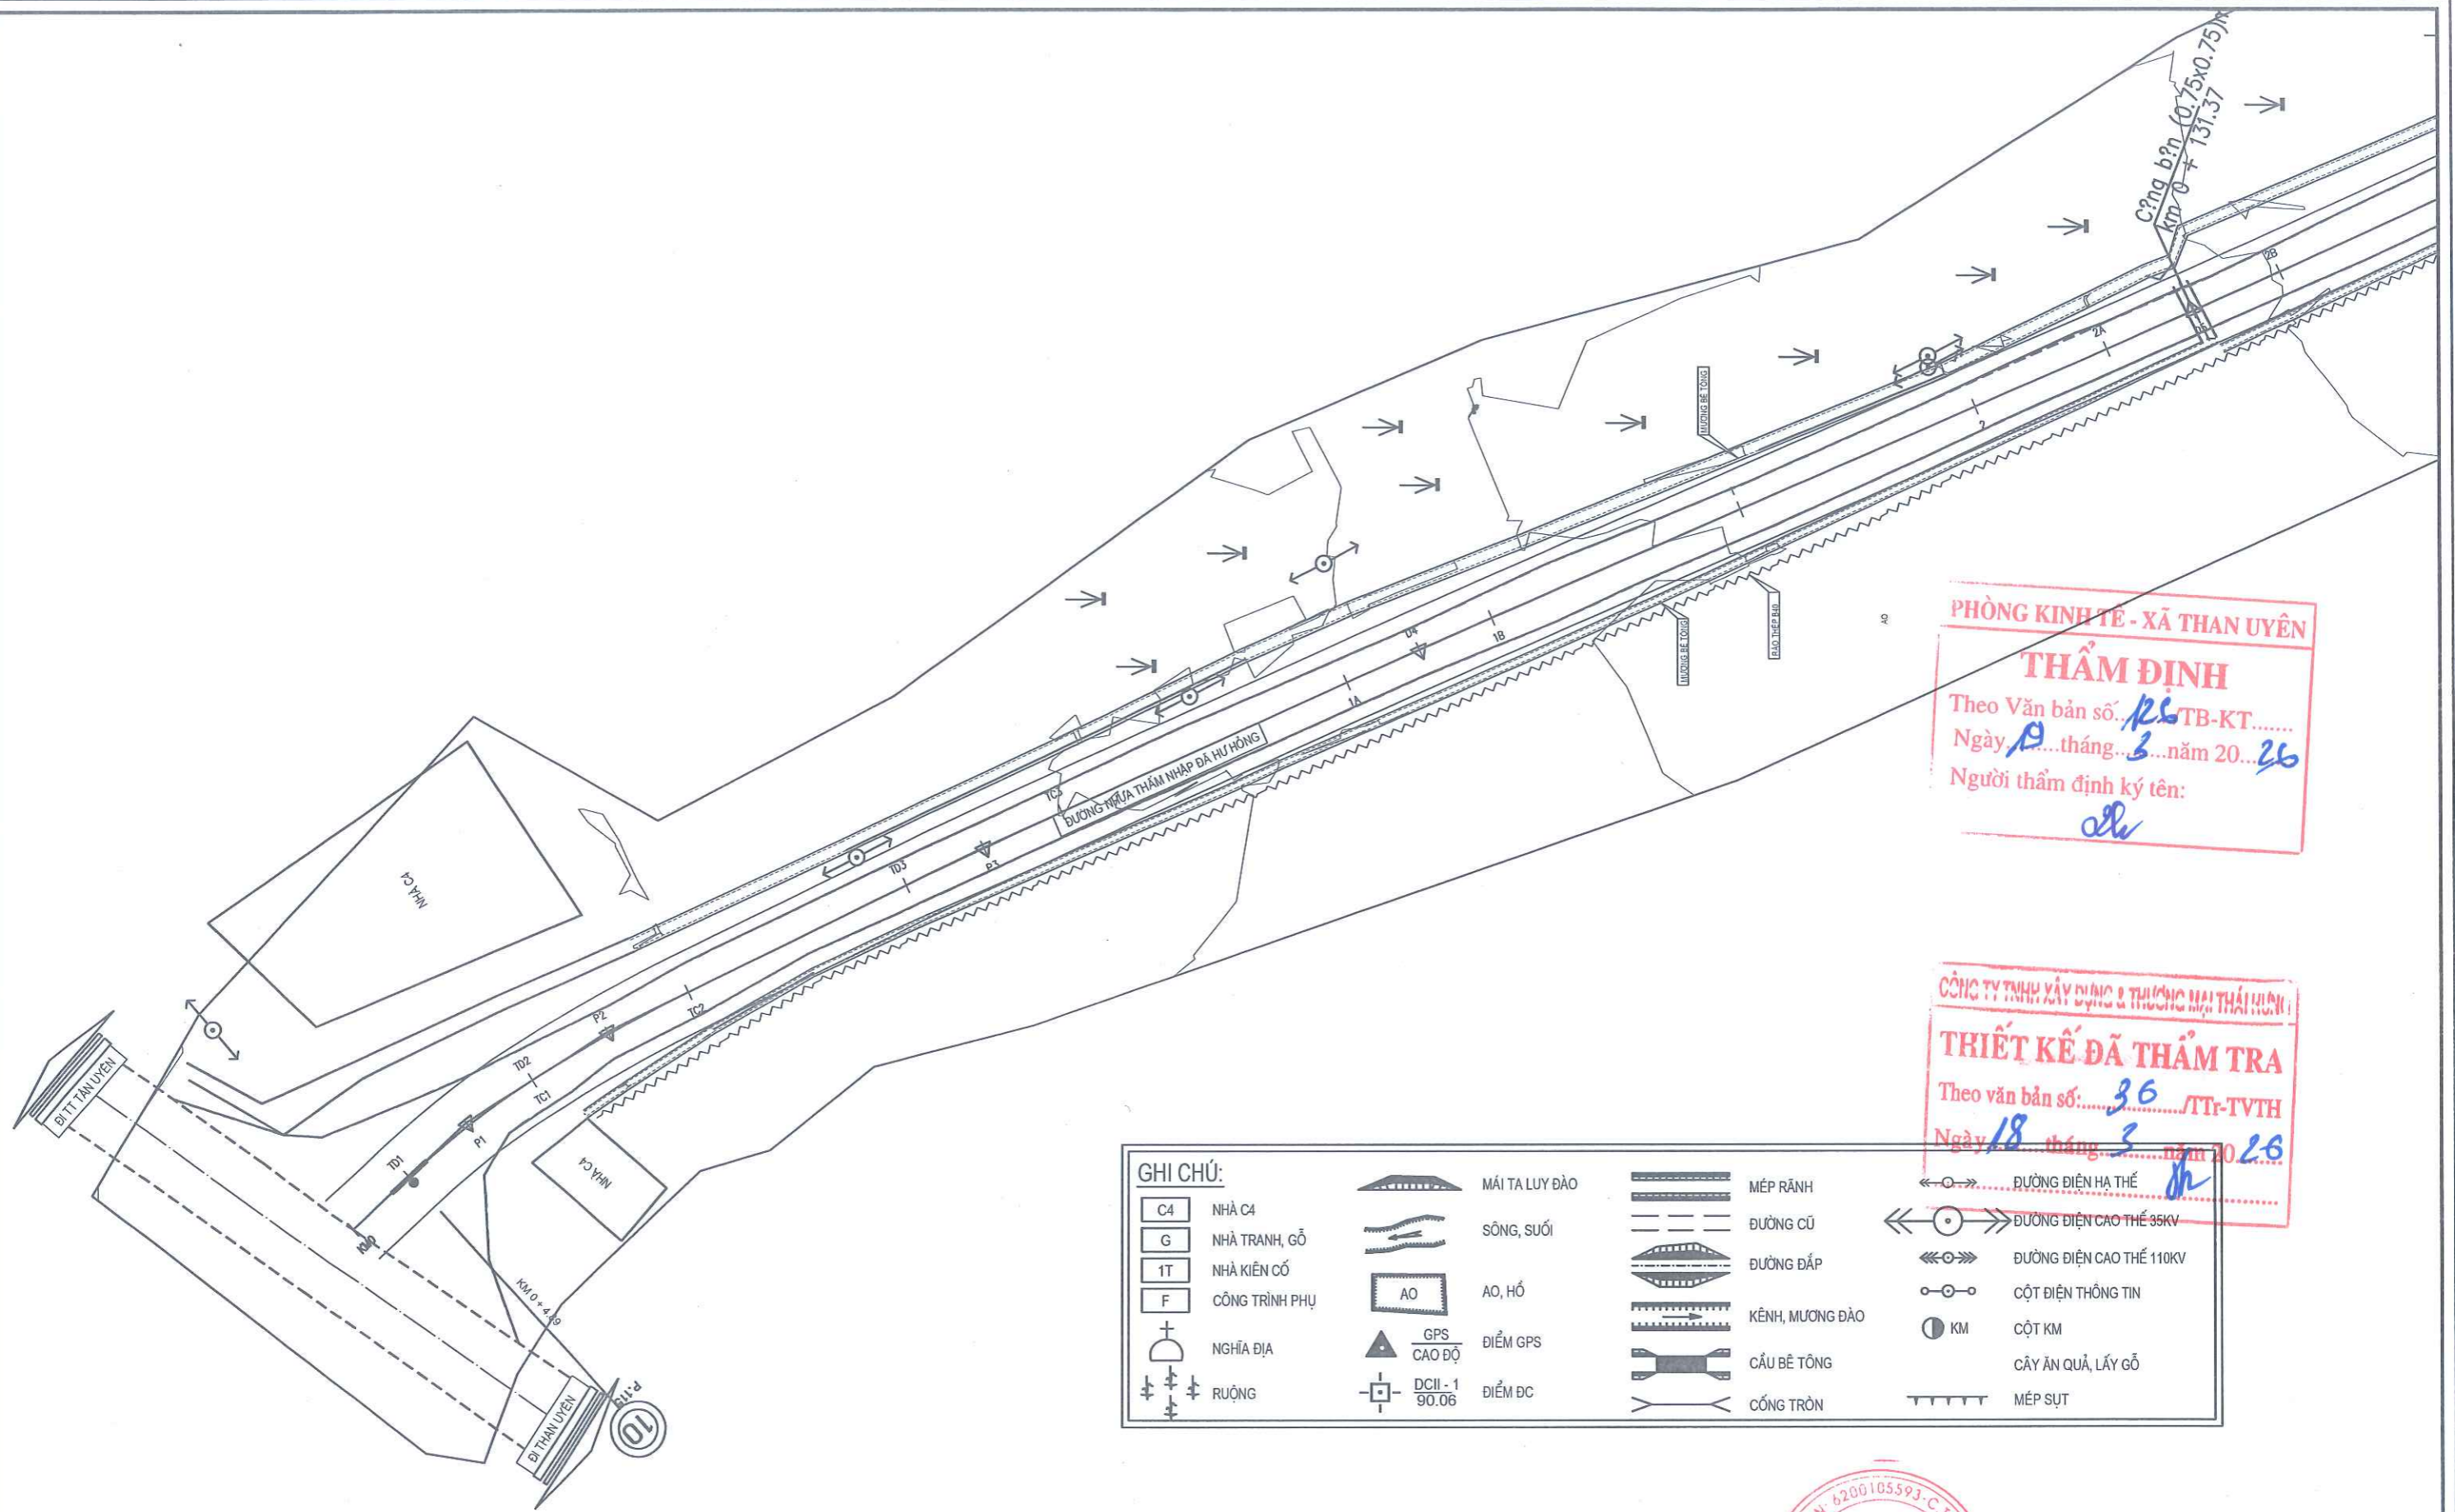 C?ng b?n (0.75x0.75)
km 0 + 131.37
2B
2A
D5
2
MƯƠNG BÊ TÔNG
1
D4
1B
1A
MƯƠNG BÊ TÔNG
RÀO THÉP B40
AO
ĐƯỜNG NHỰA THẤM NHẬP ĐÃ HƯ HỎNG
TC3
P3
TD3
NHÀ C4
P2
TC2
TD2
TC1
P1
TD1
KM0
NHÀ C4
KM 0 + 4.89
ĐI TT TÂN UYÊN
ĐI THAN UYÊN
10
PHÒNG KINH TẾ - XÃ THAN UYÊN
THẨM ĐỊNH
Theo Văn bản số..126/TB-KT.......
Ngày.19....tháng..3...năm 20...26
Người thẩm định ký tên:
CÔNG TY TNHH XÂY DỰNG & THƯƠNG MẠI THÁI HƯNG
THIẾT KẾ ĐÃ THẨM TRA
Theo văn bản số:....36......./TTr-TVTH
Ngày 18....tháng..3....năm 20.26
GHI CHÚ:
C4 NHÀ C4
G NHÀ TRANH, GỖ
1T NHÀ KIÊN CỐ
F CÔNG TRÌNH PHỤ
NGHĨA ĐỊA
RUỘNG
MÁI TA LUY ĐÀO
SÔNG, SUỐI
AO AO, HỒ
GPS
CAO ĐỘ
ĐIỂM GPS
DCII - 1
90.06
ĐIỂM ĐC
MÉP RÃNH
ĐƯỜNG CŨ
ĐƯỜNG ĐẮP
KÊNH, MƯƠNG ĐÀO
CẦU BÊ TÔNG
CỐNG TRÒN
ĐƯỜNG ĐIỆN HẠ THẾ
ĐƯỜNG ĐIỆN CAO THẾ 35KV
ĐƯỜNG ĐIỆN CAO THẾ 110KV
CỘT ĐIỆN THÔNG TIN
KM CỘT KM
CÂY ĂN QUẢ, LẤY GỖ
MÉP SỤT
6200105593-C